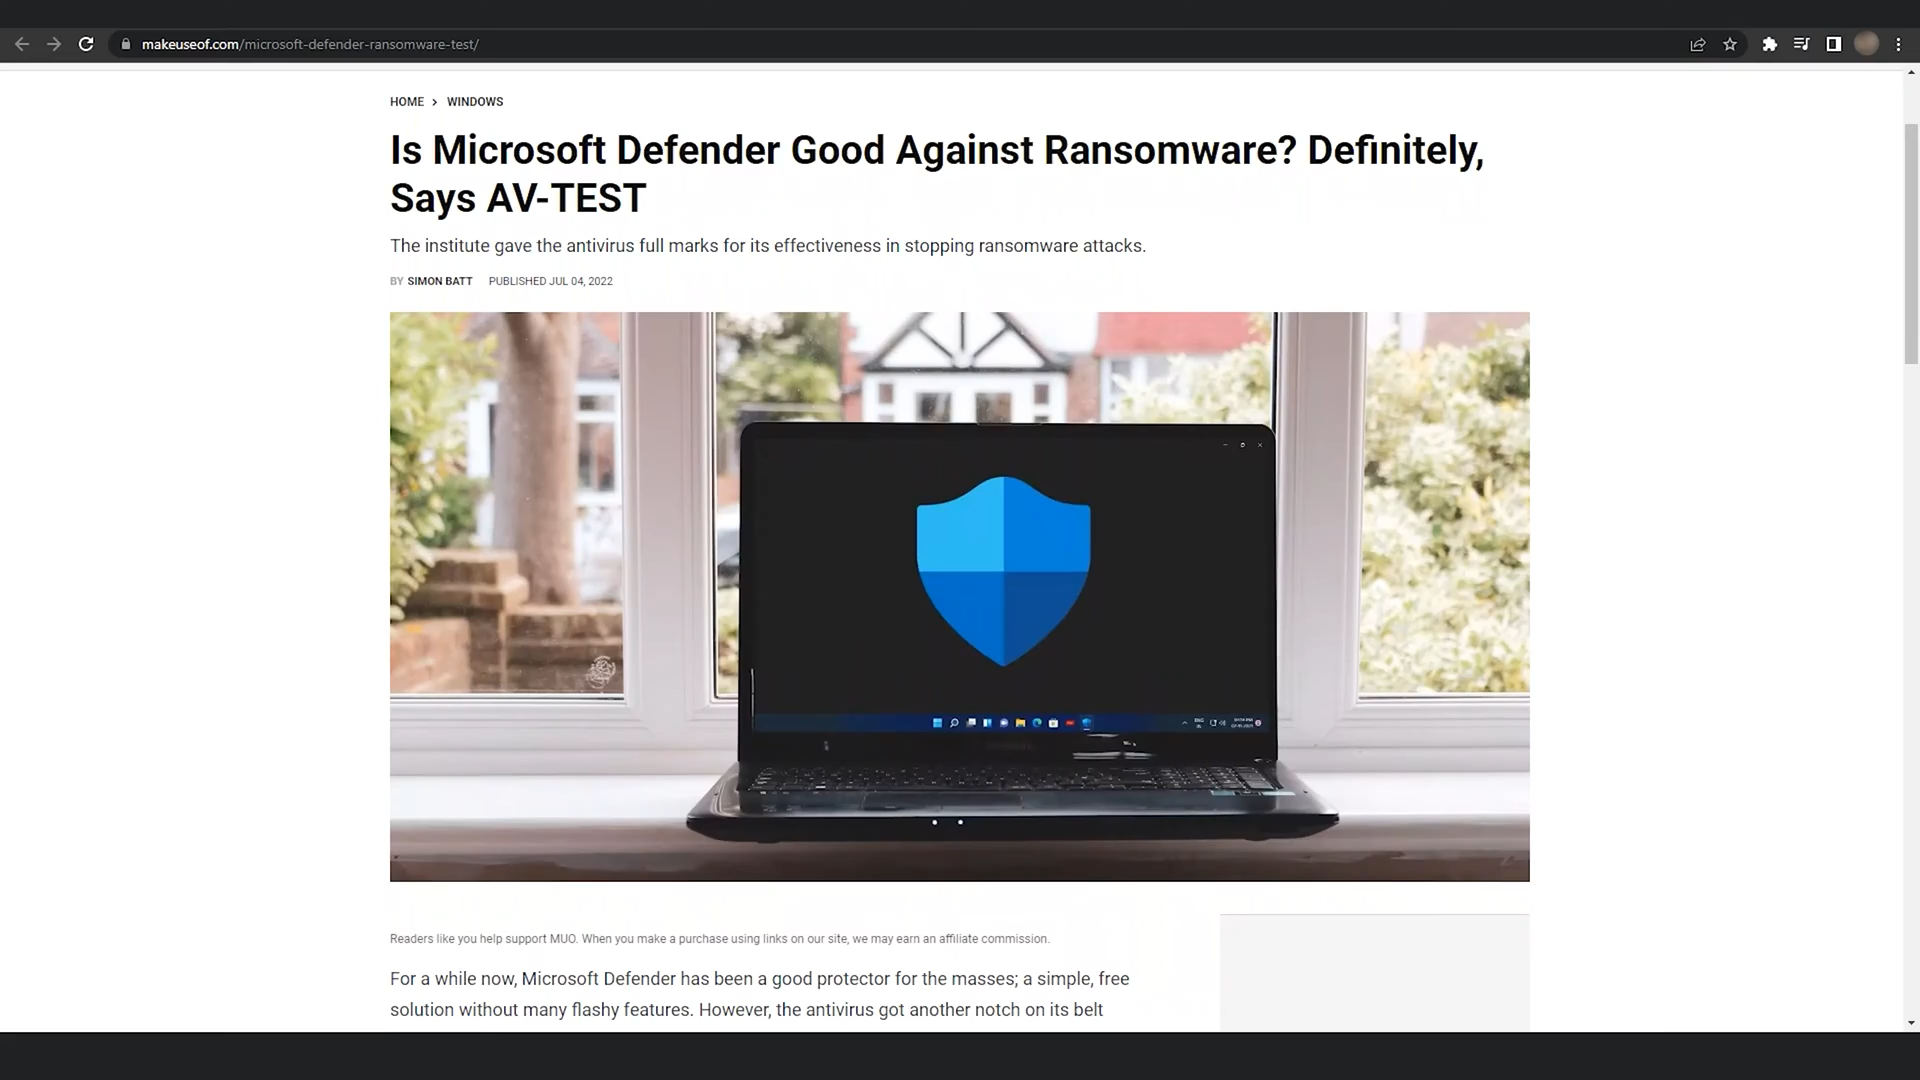 makeuseof.com/microsoft-defender-ransomware-test/
HOME > WINDOWS
Is Microsoft Defender Good Against Ransomware? Definitely,
Says AV-TEST
The institute gave the antivirus full marks for its effectiveness in stopping ransomware attacks.
BY SIMON BATT PUBLISHED JUL 04, 2022
Readers like you help support MUO. When you make a purchase using links on our site, we may earn an affiliate commission.
For a while now, Microsoft Defender has been a good protector for the masses; a simple, free
solution without many flashy features. However, the antivirus got another notch on its belt